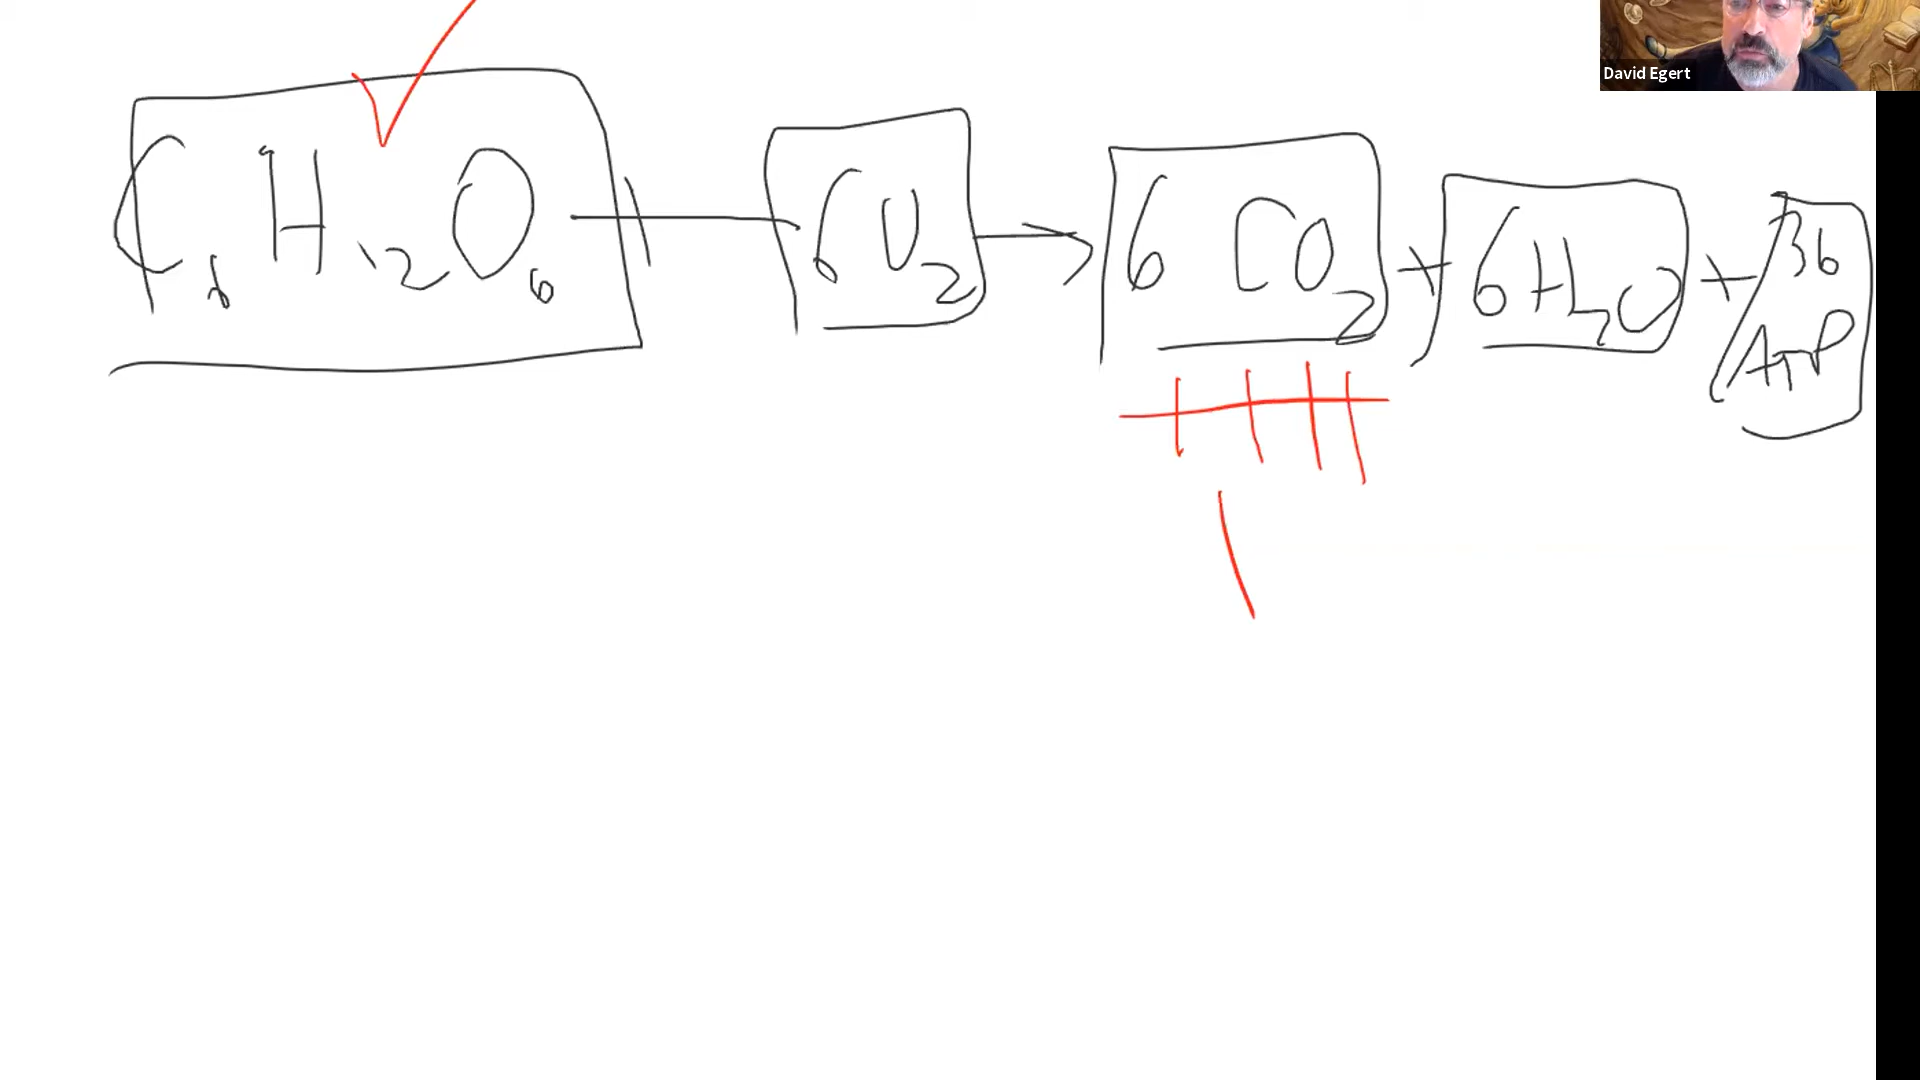 David Egert
C6H12O6 + 6O2 → 6CO2 + 6H2O + 36
ATP